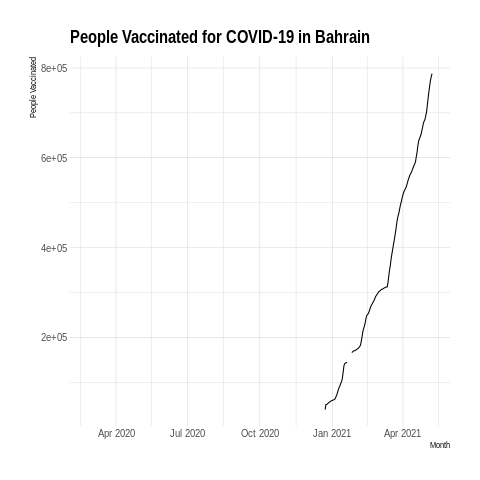 People Vaccinated for COVID-19 in Bahrain
People Vaccinated
8e+05
6e+05
4e+05
2e+05
Apr 2020 Jul 2020 Oct 2020 Jan 2021 Apr 2021
Month